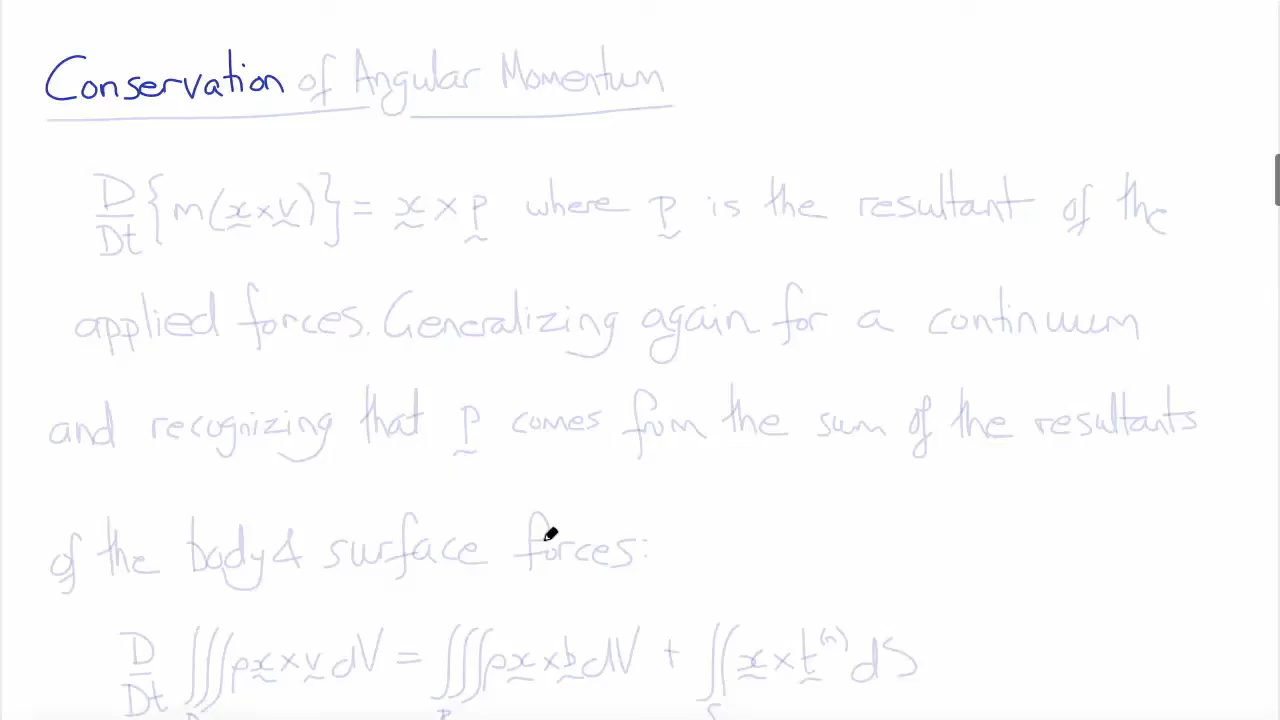 Conservation of Angular Momentum
D/Dt {m(x × v)} = x × p where p is the resultant of the
applied forces. Generalizing again for a continuum
and recognizing that p comes from the sum of the resultants
of the body & surface forces:
D/Dt ∭ ρx × v dV = ∭ ρx × b dV + ∬ x × t⁽ⁿ⁾ dS